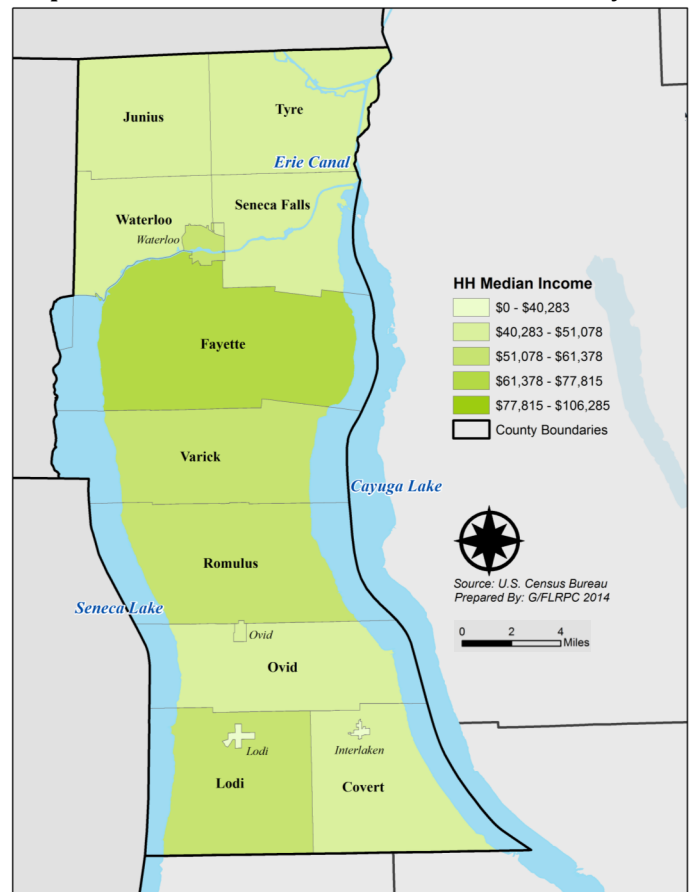 Junius
Tyre
Erie Canal
Seneca Falls
Waterloo
Waterloo
HH Median Income
$0 - $40,283
$40,283 - $51,078
$51,078 - $61,378
$61,378 - $77,815
$77,815 - $106,285
County Boundaries
Fayette
Varick
Cayuga Lake
Romulus
Source: U.S. Census Bureau
Prepared By: G/FLRPC 2014
Seneca Lake
0 2 4
Miles
Ovid
Ovid
Lodi
Interlaken
Lodi
Covert